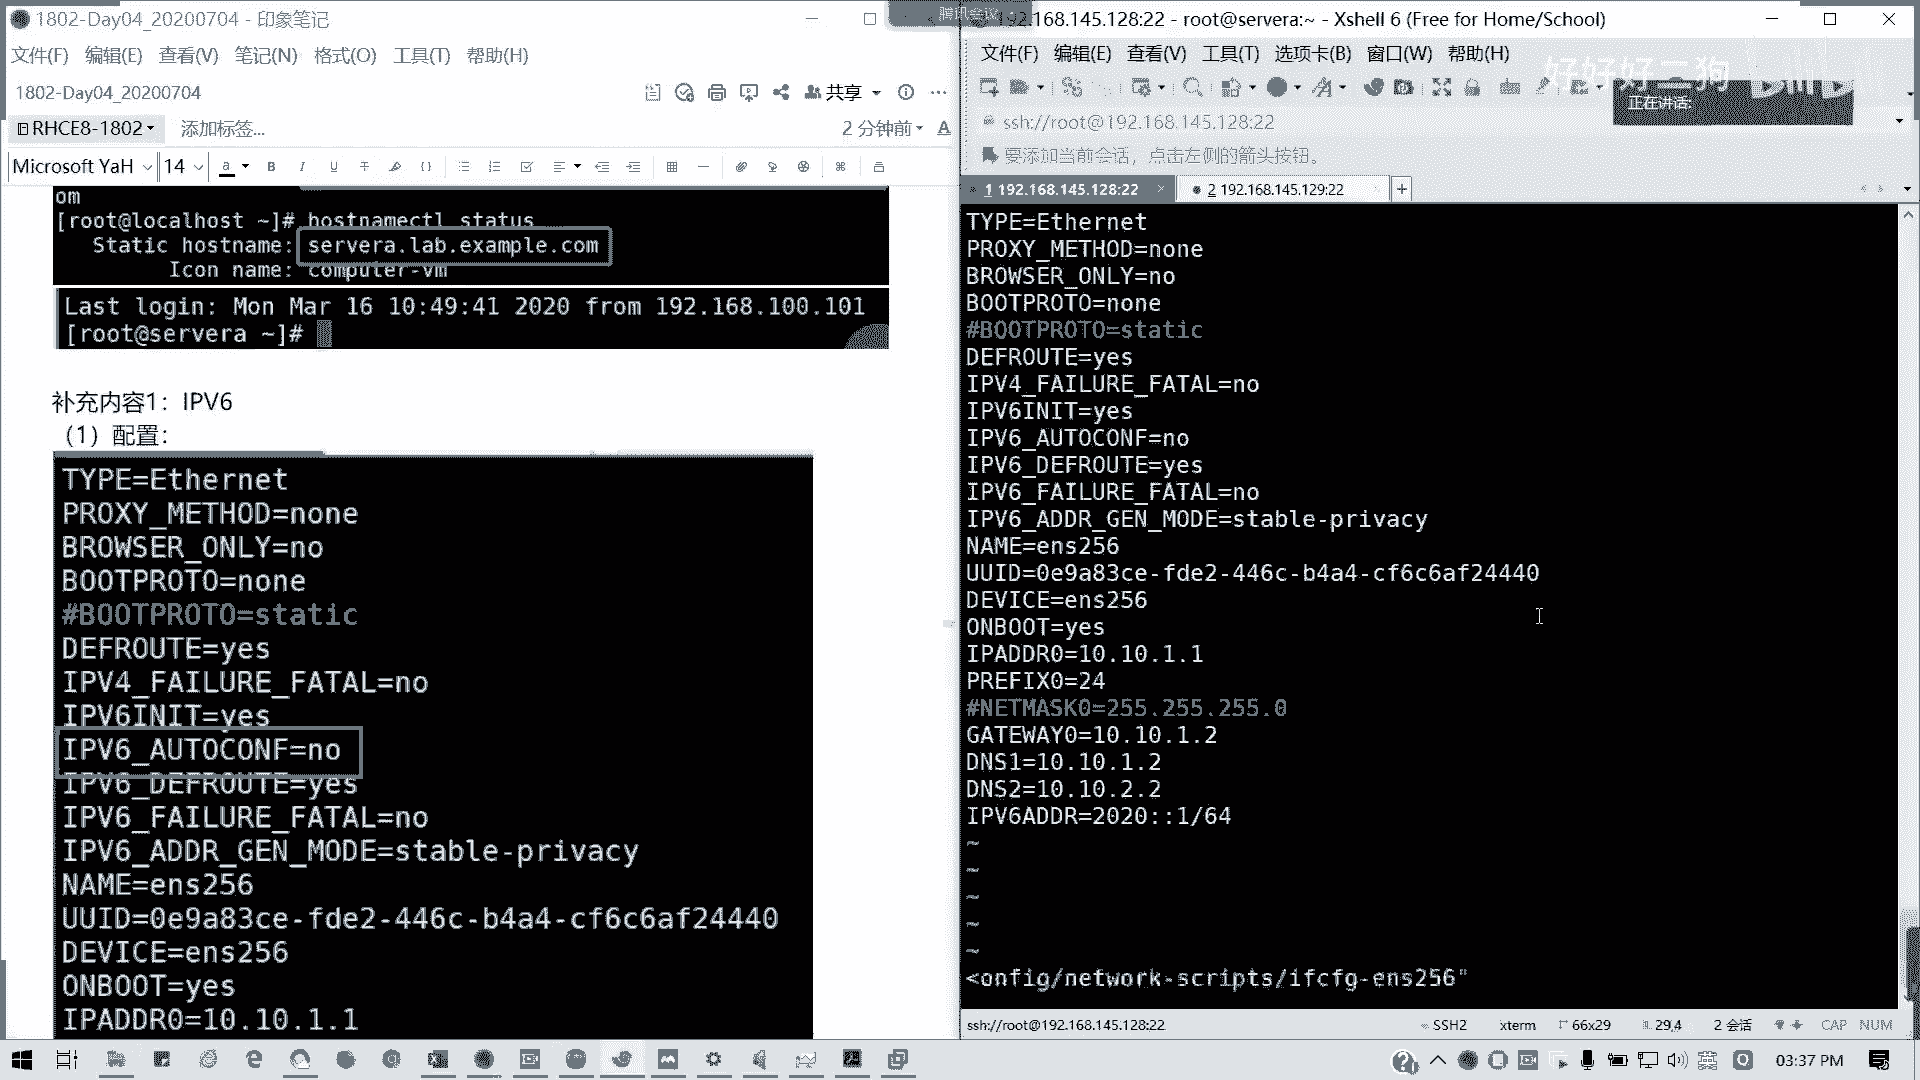 1802-Day04_20200704 - 印象笔记
文件(F) 编辑(E) 查看(V) 笔记(N) 格式(O) 工具(T) 帮助(H)
1802-Day04_20200704
共享
RHCE8-1802 添加标签...
2 分钟前
Microsoft YaH 14
om
[root@localhost ~]# hostnamectl status
Static hostname: servera.lab.example.com
Icon name: computer-vm
Last login: Mon Mar 16 10:49:41 2020 from 192.168.100.101
[root@servera ~]#
补充内容1：IPV6
（1）配置：
TYPE=Ethernet
PROXY_METHOD=none
BROWSER_ONLY=no
BOOTPROTO=none
#BOOTPROTO=static
DEFROUTE=yes
IPV4_FAILURE_FATAL=no
IPV6INIT=yes
IPV6_AUTOCONF=no
IPV6_DEFROUTE=yes
IPV6_FAILURE_FATAL=no
IPV6_ADDR_GEN_MODE=stable-privacy
NAME=ens256
UUID=0e9a83ce-fde2-446c-b4a4-cf6c6af24440
DEVICE=ens256
ONBOOT=yes
IPADDR0=10.10.1.1
腾讯会议
192.168.145.128:22 - root@servera:~ - Xshell 6 (Free for Home/School)
文件(F) 编辑(E) 查看(V) 工具(T) 选项卡(B) 窗口(W) 帮助(H)
好好好二狗
正在讲话:
ssh://root@192.168.145.128:22
要添加当前会话，点击左侧的箭头按钮。
1 192.168.145.128:22
2 192.168.145.129:22
TYPE=Ethernet
PROXY_METHOD=none
BROWSER_ONLY=no
BOOTPROTO=none
#BOOTPROTO=static
DEFROUTE=yes
IPV4_FAILURE_FATAL=no
IPV6INIT=yes
IPV6_AUTOCONF=no
IPV6_DEFROUTE=yes
IPV6_FAILURE_FATAL=no
IPV6_ADDR_GEN_MODE=stable-privacy
NAME=ens256
UUID=0e9a83ce-fde2-446c-b4a4-cf6c6af24440
DEVICE=ens256
ONBOOT=yes
IPADDR0=10.10.1.1
PREFIX0=24
#NETMASK0=255.255.255.0
GATEWAY0=10.10.1.2
DNS1=10.10.1.2
DNS2=10.10.2.2
IPV6ADDR=2020::1/64
~
~
~
~
~
<onfig/network-scripts/ifcfg-ens256"
ssh://root@192.168.145.128:22 SSH2 xterm 66x29 29,4 2 会话 CAP NUM
英
03:37 PM